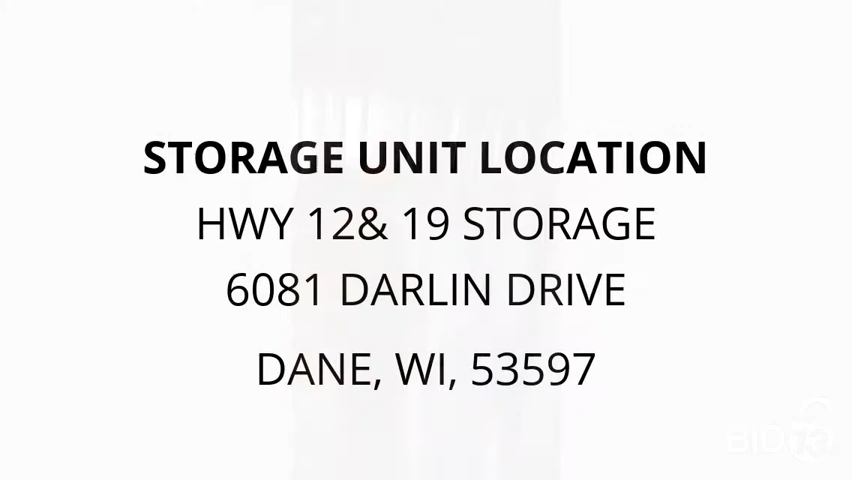 STORAGE UNIT LOCATION
HWY 12& 19 STORAGE
6081 DARLIN DRIVE
DANE, WI, 53597